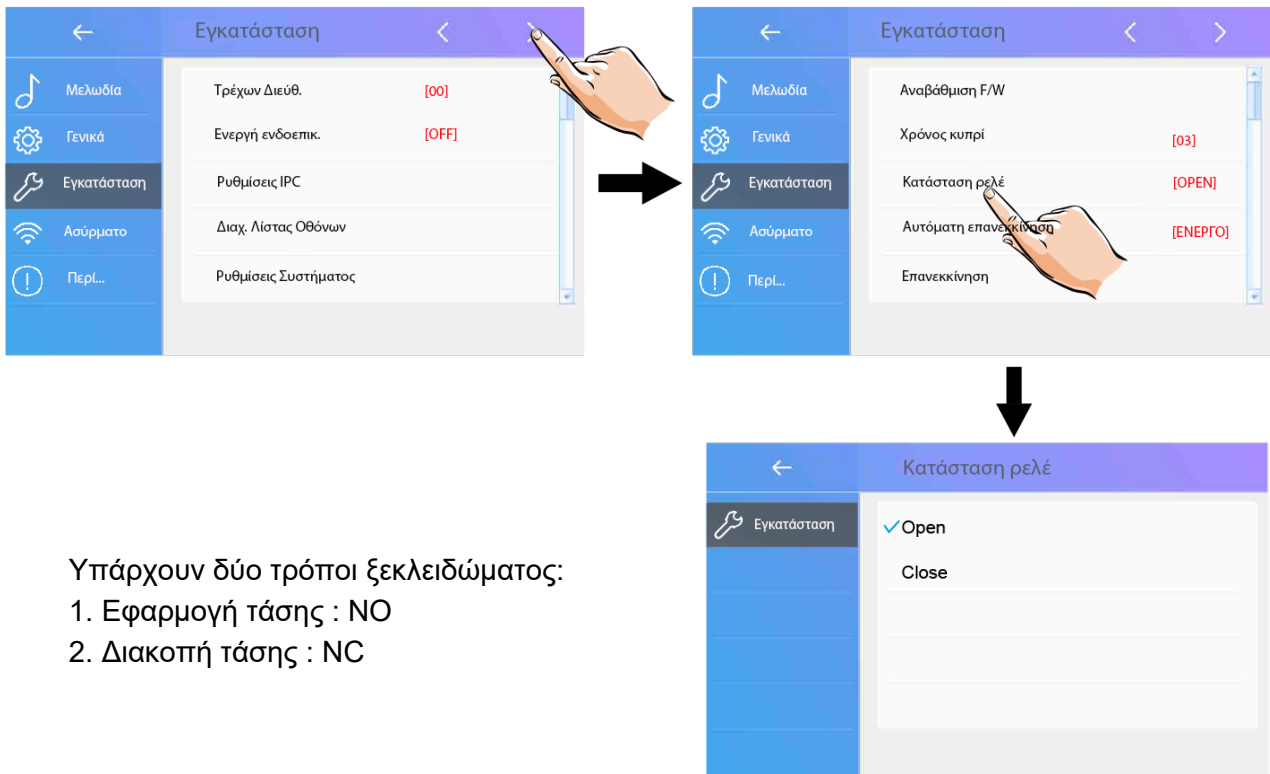 Εγκατάσταση
Μελωδία
Γενικά
Εγκατάσταση
Ασύρματο
Περί...
Τρέχων Διεύθ. [00]
Ενεργή ενδοεπικ. [OFF]
Ρυθμίσεις IPC
Διαχ. Λίστας Οθόνων
Ρυθμίσεις Συστήματος
Εγκατάσταση
Μελωδία
Γενικά
Εγκατάσταση
Ασύρματο
Περί...
Αναβάθμιση F/W
Χρόνος κυπρί [03]
Κατάσταση ρελέ [OPEN]
Αυτόματη επανεκκίνηση [ΕΝΕΡΓΟ]
Επανεκκίνηση
Κατάσταση ρελέ
Εγκατάσταση
Open
Close
Υπάρχουν δύο τρόποι ξεκλειδώματος:
1. Εφαρμογή τάσης : NO
2. Διακοπή τάσης : NC